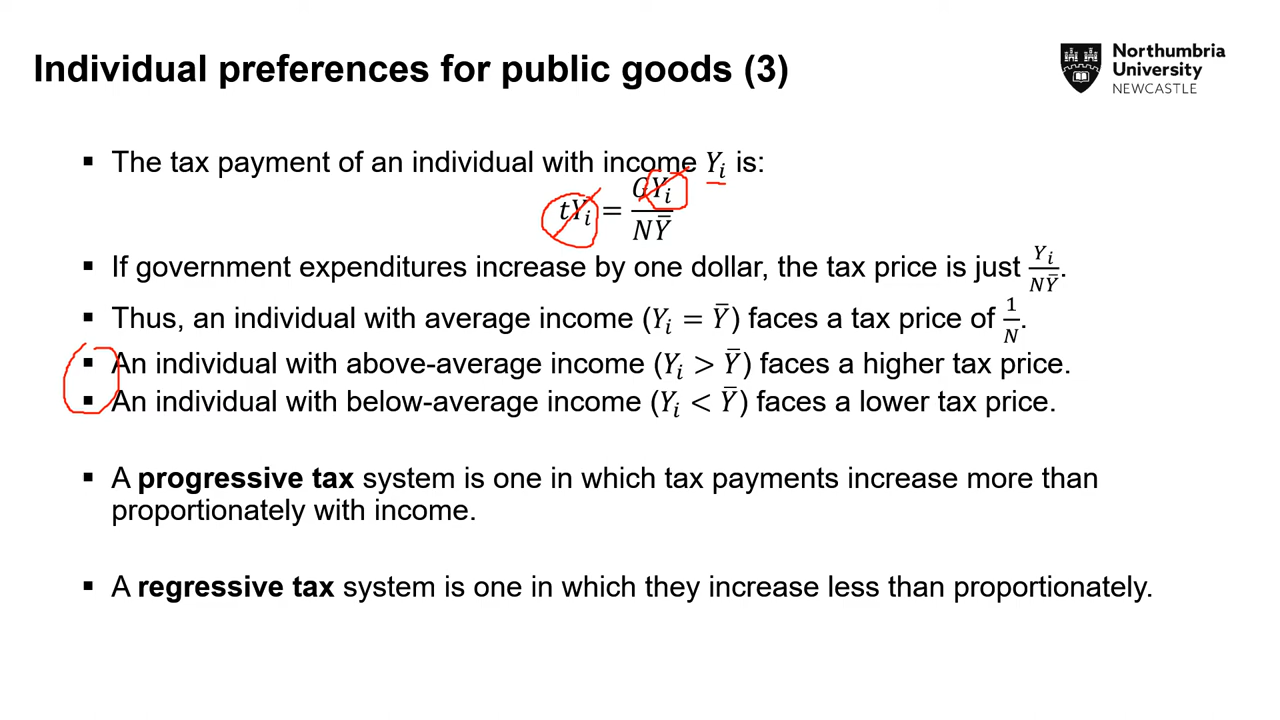 Individual preferences for public goods (3)
Northumbria
University
NEWCASTLE
▪ The tax payment of an individual with income Yᵢ is:
tYᵢ = GYᵢ / NȲ
▪ If government expenditures increase by one dollar, the tax price is just Yᵢ / NȲ.
▪ Thus, an individual with average income (Yᵢ = Ȳ) faces a tax price of 1 / N.
▪ An individual with above-average income (Yᵢ > Ȳ) faces a higher tax price.
▪ An individual with below-average income (Yᵢ < Ȳ) faces a lower tax price.
▪ A progressive tax system is one in which tax payments increase more than
proportionately with income.
▪ A regressive tax system is one in which they increase less than proportionately.